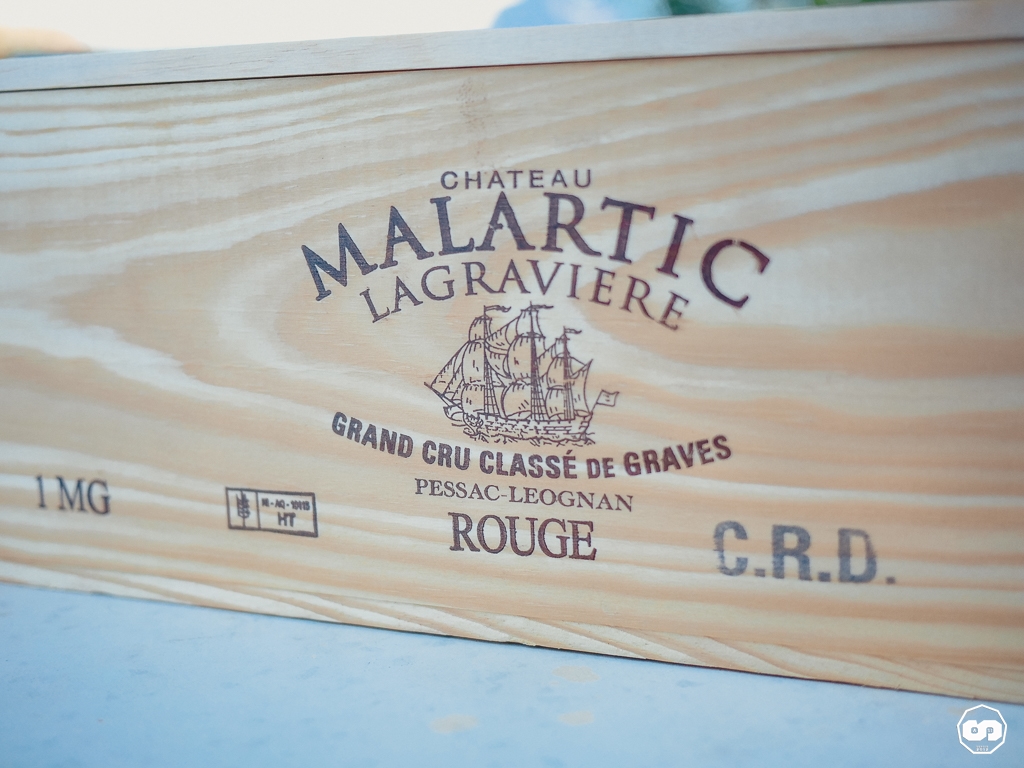 CHATEAU
MALARTIC
LAGRAVIERE
GRAND CRU CLASSÉ DE GRAVES
PESSAC-LEOGNAN
ROUGE
1 MG
HT
C.R.D.